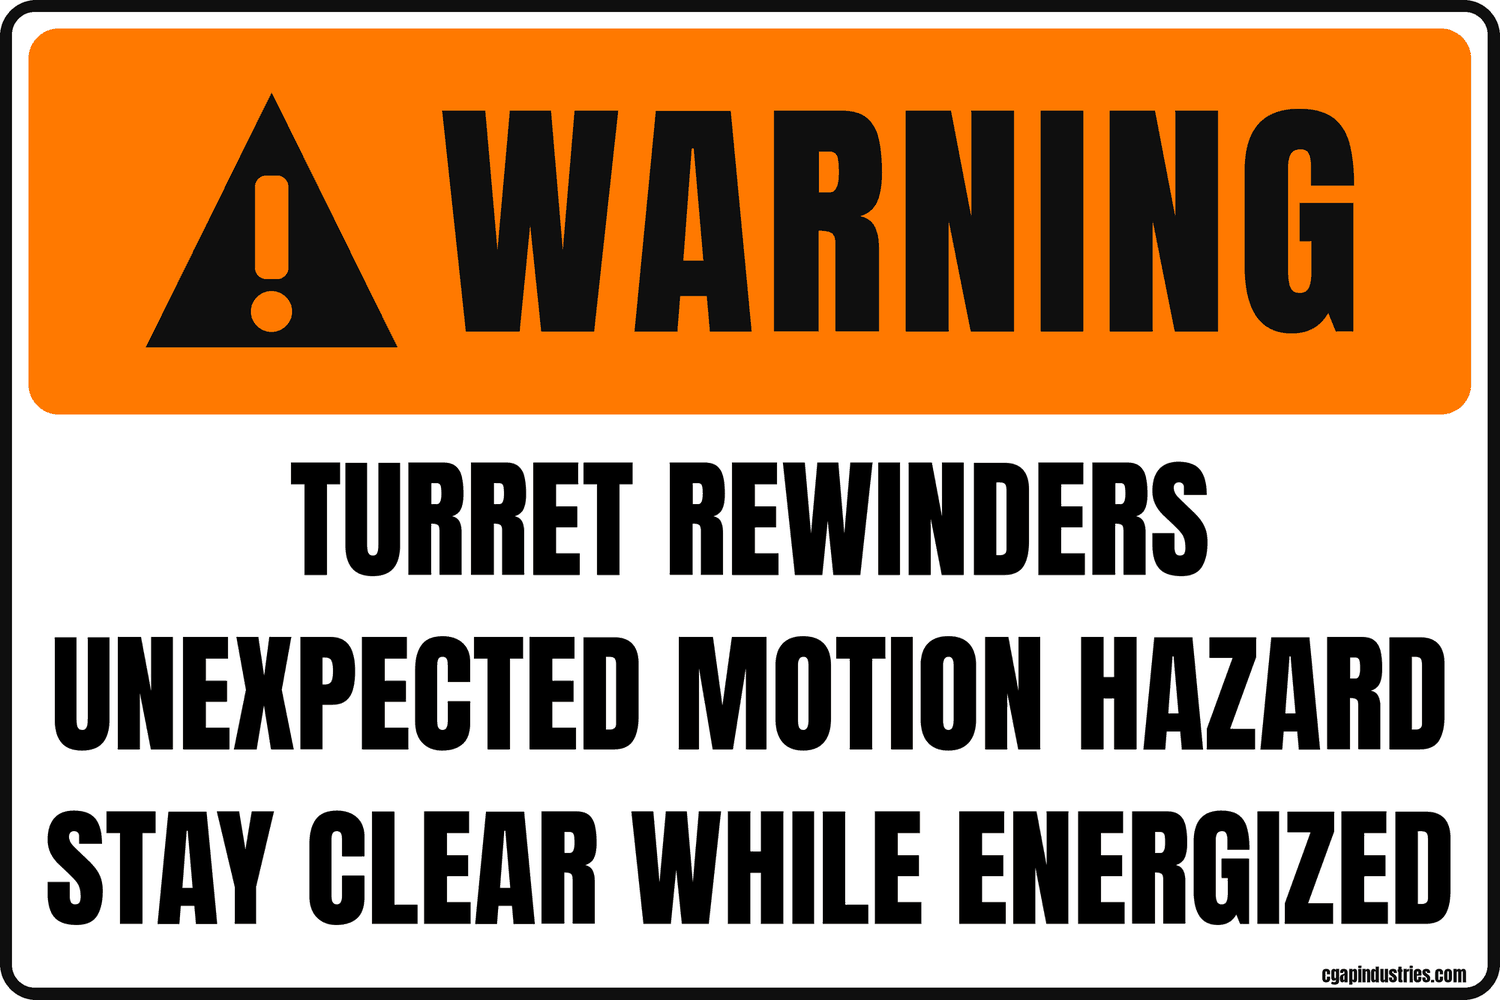 WARNING
TURRET REWINDERS
UNEXPECTED MOTION HAZARD
STAY CLEAR WHILE ENERGIZED
cgapindustries.com